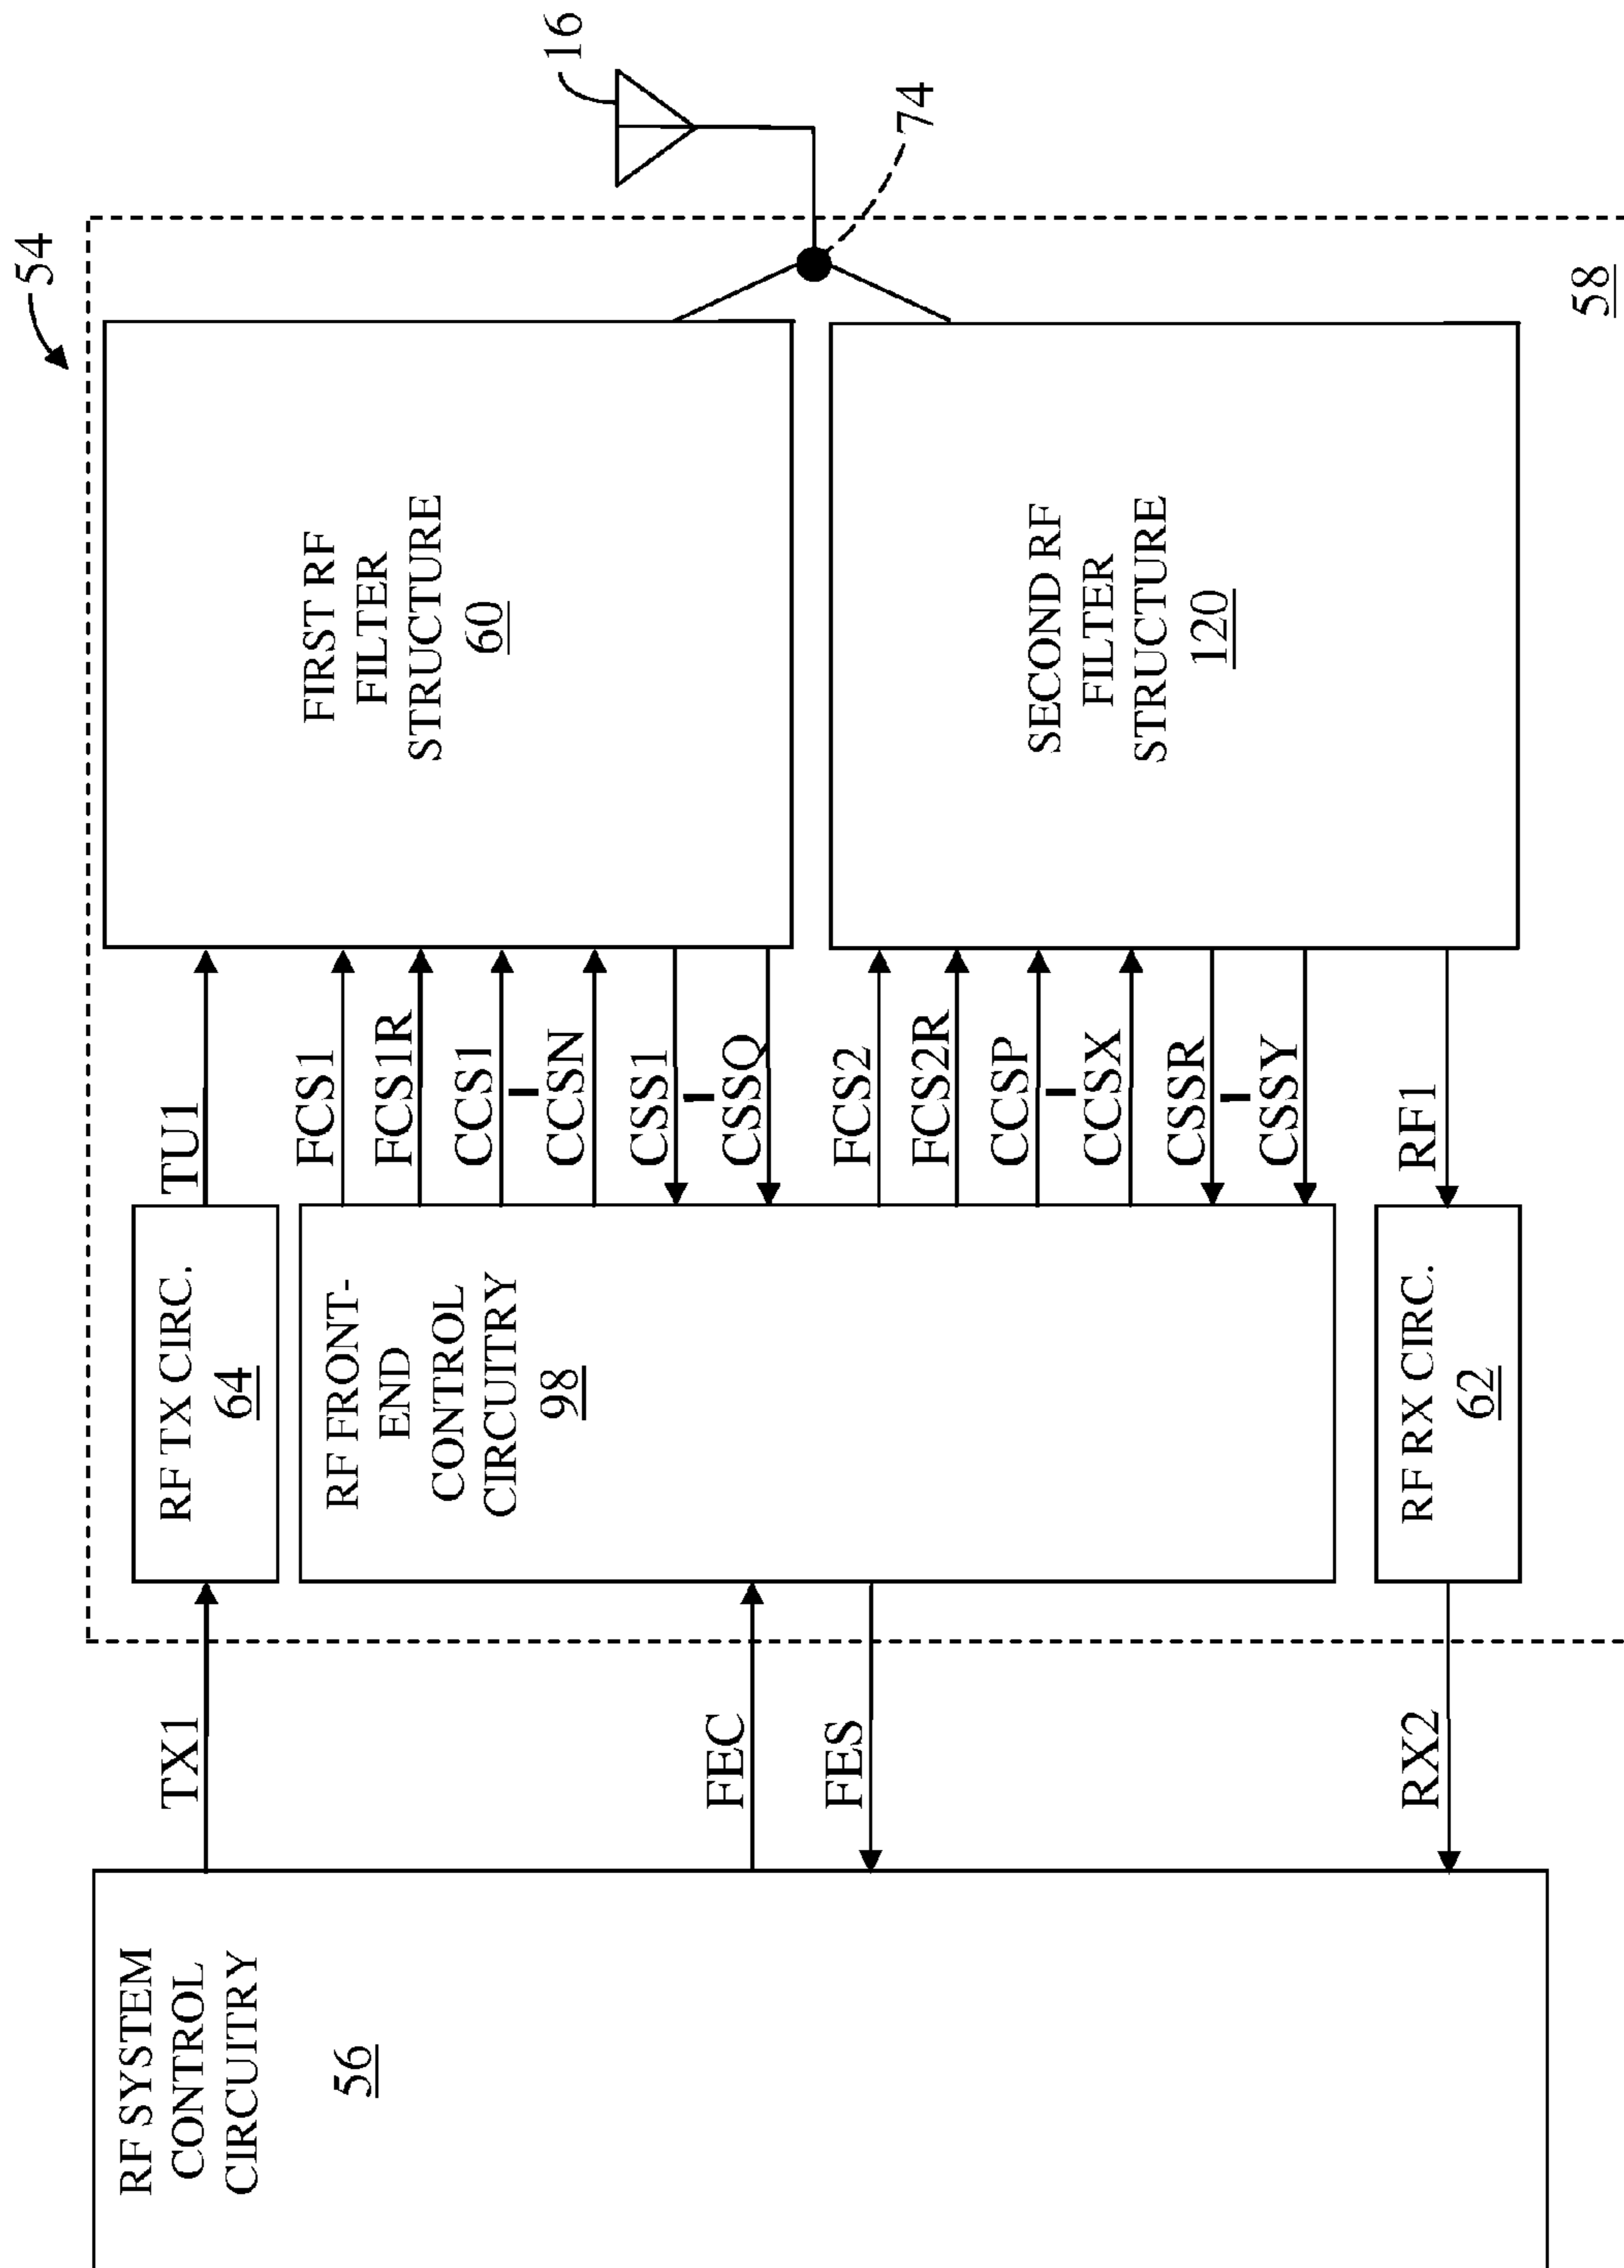 54
16
74
58
RF SYSTEM
CONTROL
CIRCUITRY
56
TX1
FEC
FES
RX2
RF TX CIRC.
64
RF FRONT-
END
CONTROL
CIRCUITRY
98
RF RX CIRC.
62
TU1
FCS1
FCS1R
CCS1
CCSN
CSS1
CSSQ
FCS2
FCS2R
CCSP
CCSX
CSSR
CSSY
RF1
FIRST RF
FILTER
STRUCTURE
60
SECOND RF
FILTER
STRUCTURE
120